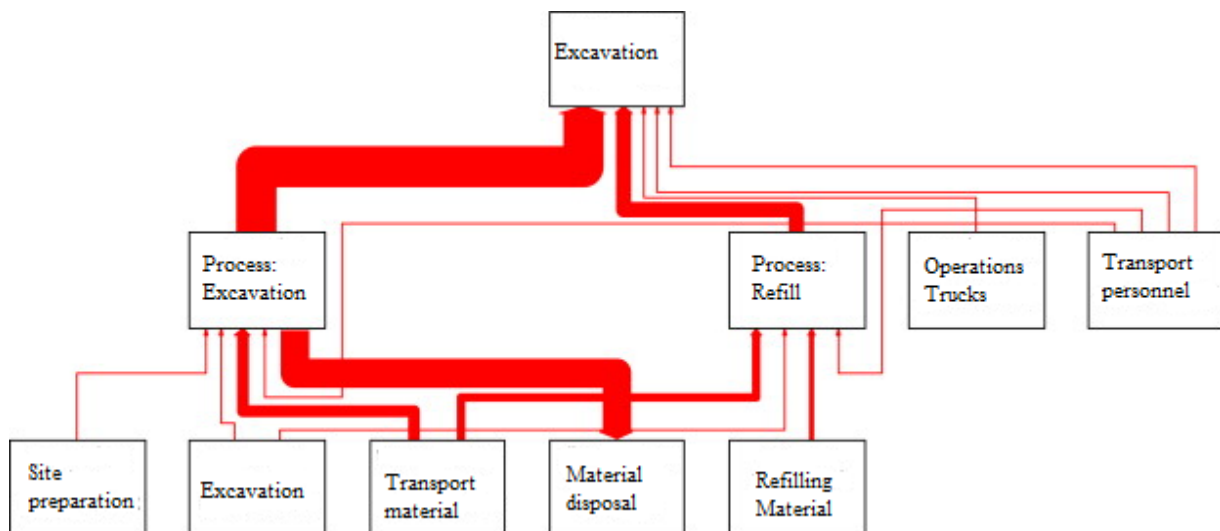 Excavation
Process:
Excavation
Process:
Refill
Operations
Trucks
Transport
personnel
Site
preparation
Excavation
Transport
material
Material
disposal
Refilling
Material